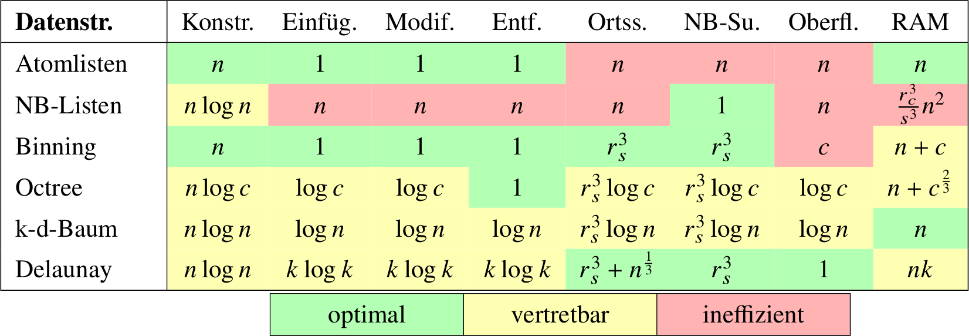 Datenstr. Konstr. Einfüg. Modif. Entf. Ortss. NB-Su. Oberfl. RAM
Atomlisten n 1 1 1 n n n n
NB-Listen n log n n n n n 1 n r_c^3/s^3 n^2
Binning n 1 1 1 r_s^3 r_s^3 c n + c
Octree n log c log c log c 1 r_s^3 log c r_s^3 log c log c n + c^(2/3)
k-d-Baum n log n log n log n log n r_s^3 log n r_s^3 log n log n n
Delaunay n log n k log k k log k k log k r_s^3 + n^(1/3) r_s^3 1 nk
optimal vertretbar ineffizient